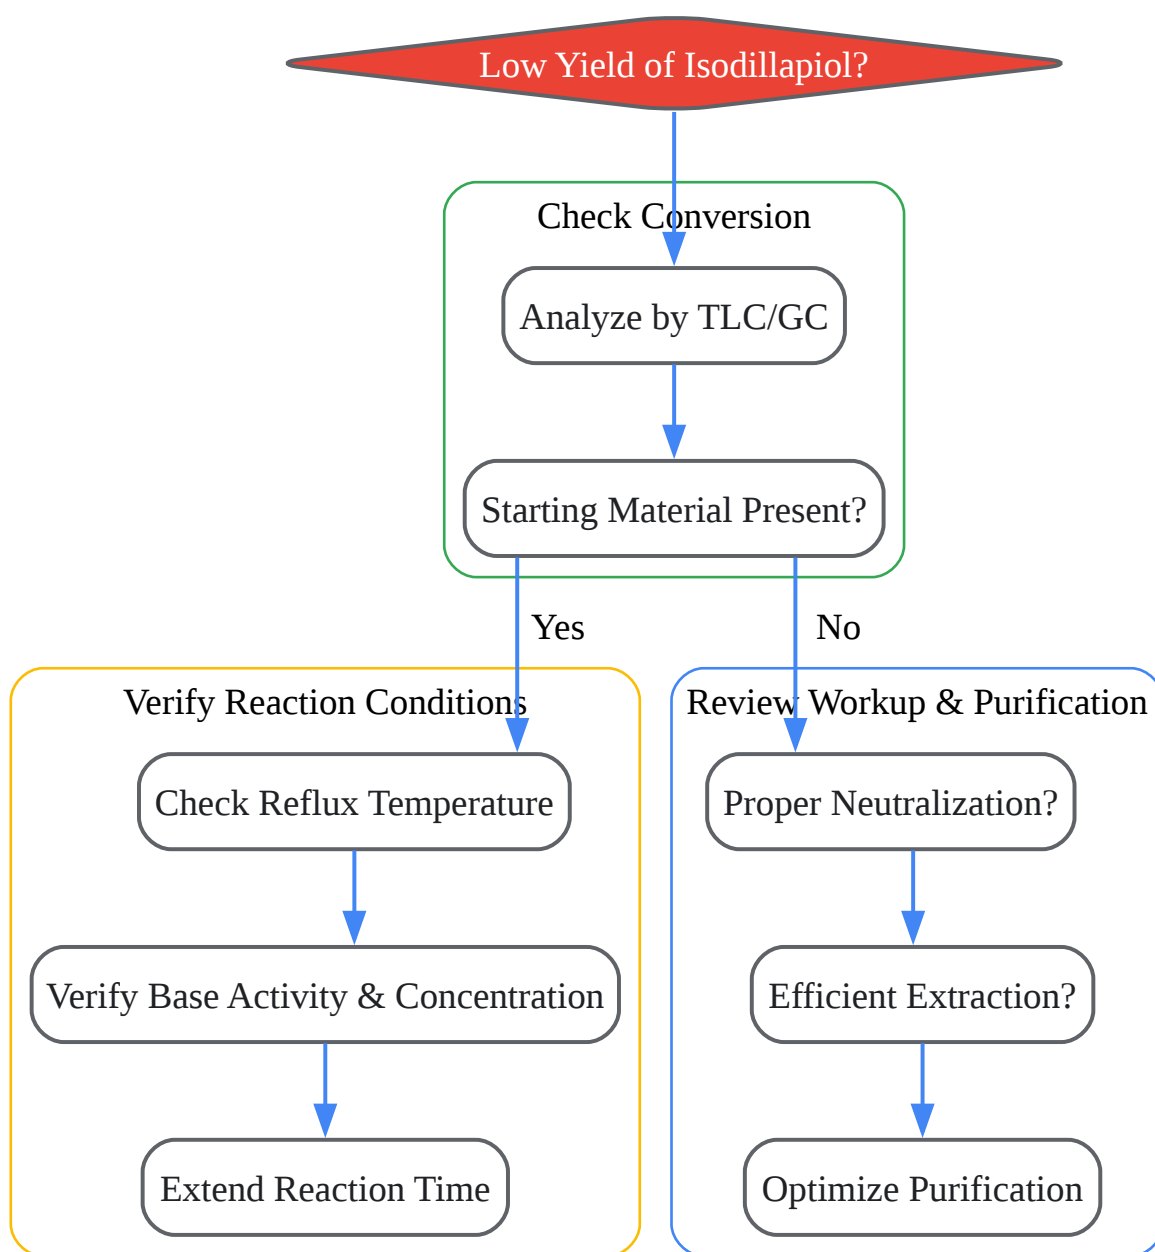 Low Yield of Isodillapiol?
Check Conversion
Analyze by TLC/GC
Starting Material Present?
Yes
No
Verify Reaction Conditions
Check Reflux Temperature
Verify Base Activity & Concentration
Extend Reaction Time
Review Workup & Purification
Proper Neutralization?
Efficient Extraction?
Optimize Purification